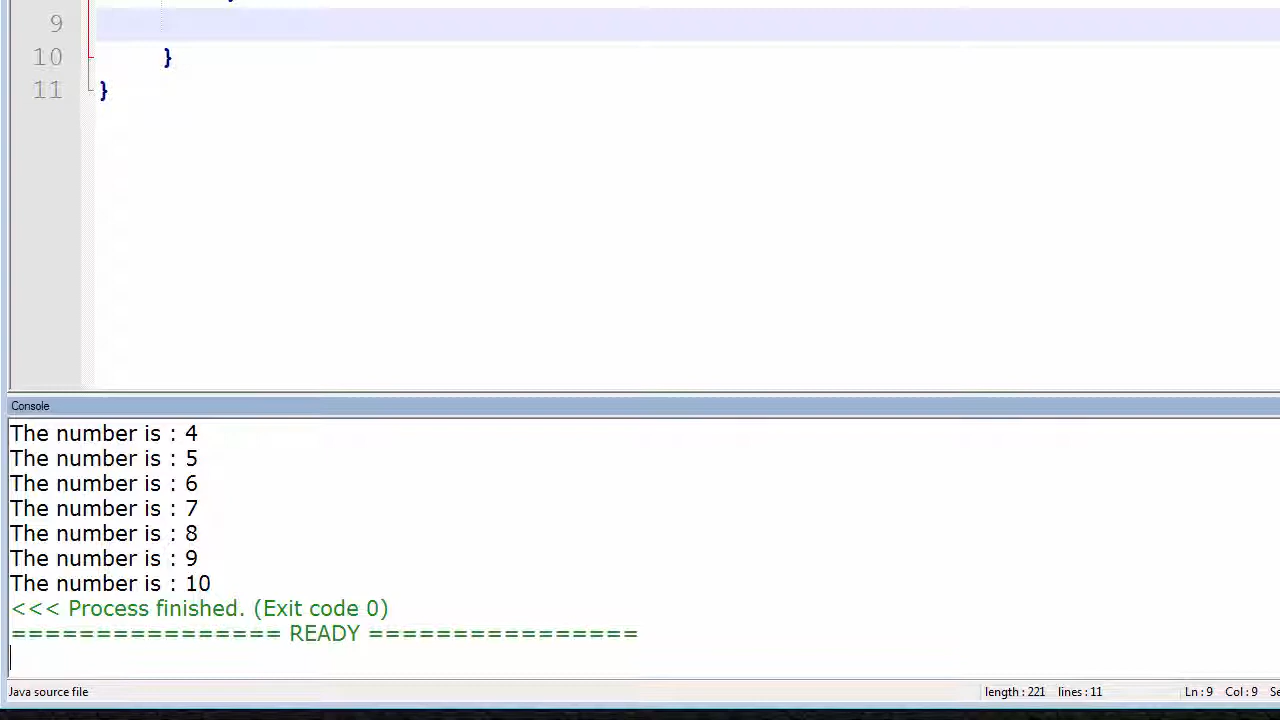 9
10 }
11 }
Console
The number is : 4
The number is : 5
The number is : 6
The number is : 7
The number is : 8
The number is : 9
The number is : 10
<<< Process finished. (Exit code 0)
================ READY ================
Java source file length : 221 lines : 11 Ln : 9 Col : 9 Se